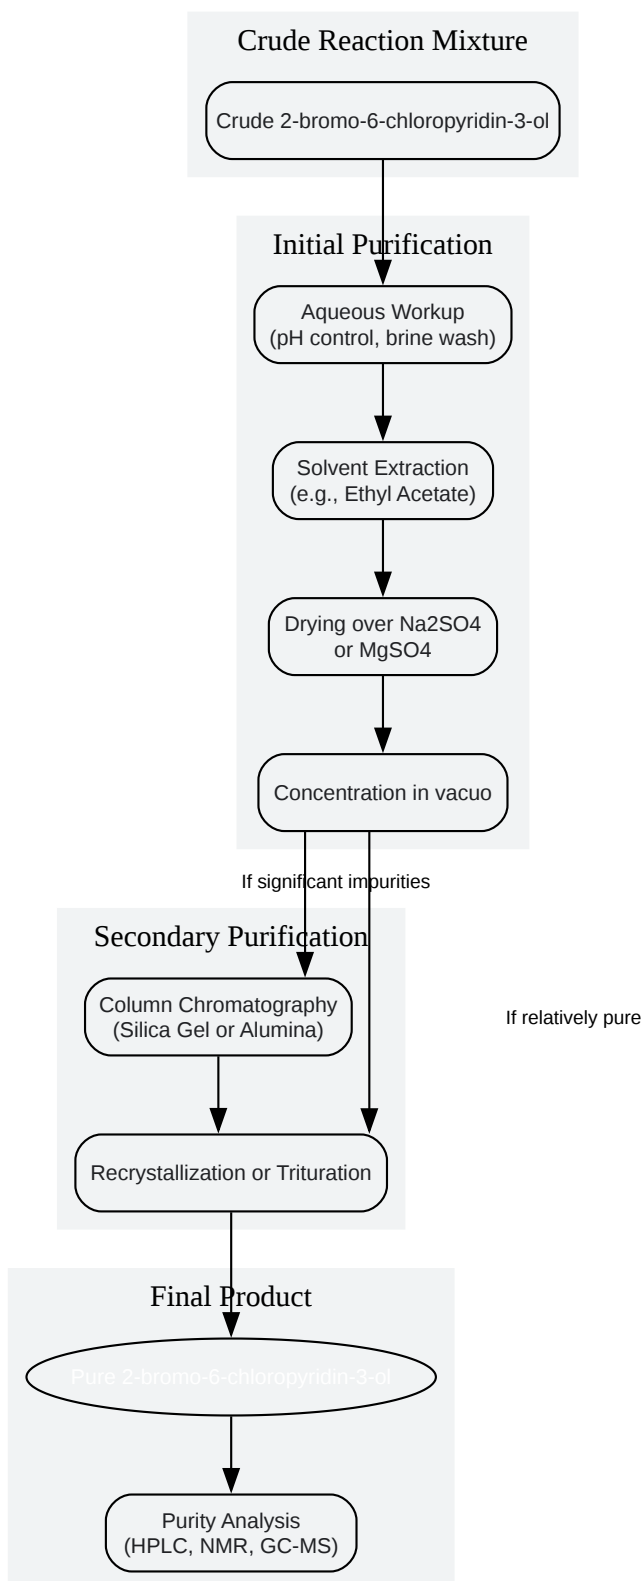 Crude Reaction Mixture
Crude 2-bromo-6-chloropyridin-3-ol
Initial Purification
Aqueous Workup
(pH control, brine wash)
Solvent Extraction
(e.g., Ethyl Acetate)
Drying over Na2SO4
or MgSO4
Concentration in vacuo
If significant impurities
Secondary Purification
Column Chromatography
(Silica Gel or Alumina)
If relatively pure
Recrystallization or Trituration
Final Product
Pure 2-bromo-6-chloropyridin-3-ol
Purity Analysis
(HPLC, NMR, GC-MS)